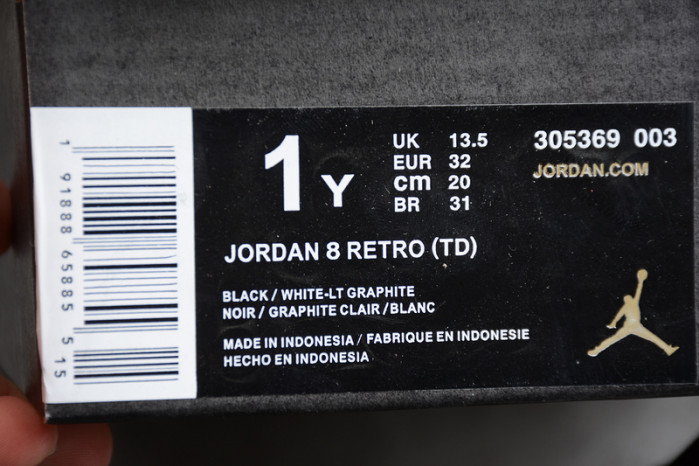 1 Y
UK 13.5
EUR 32
cm 20
BR 31
305369 003
JORDAN.COM
JORDAN 8 RETRO (TD)
BLACK / WHITE-LT GRAPHITE
NOIR / GRAPHITE CLAIR /BLANC
MADE IN INDONESIA / FABRIQUE EN INDONESIE
HECHO EN INDONESIA
1 91888 65885 5 15